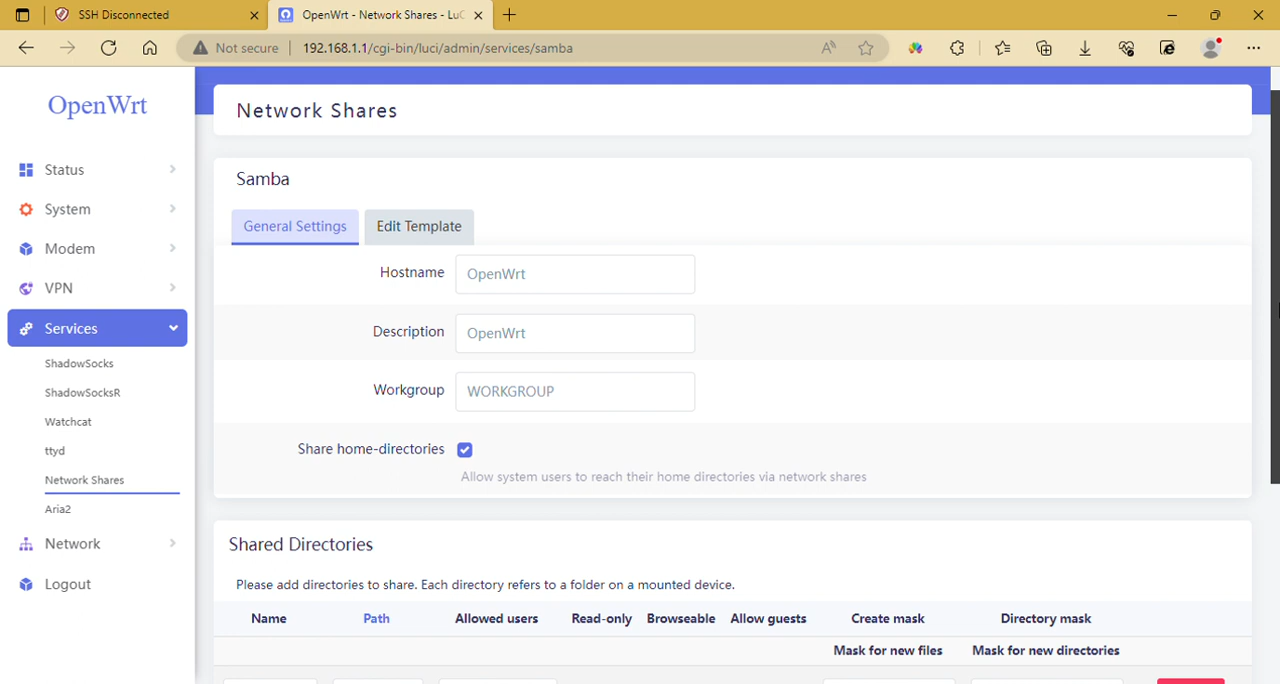 SSH Disconnected
OpenWrt - Network Shares - LuC
Not secure
192.168.1.1/cgi-bin/luci/admin/services/samba
OpenWrt
Status
System
Modem
VPN
Services
ShadowSocks
ShadowSocksR
Watchcat
ttyd
Network Shares
Aria2
Network
Logout
Network Shares
Samba
General Settings
Edit Template
Hostname
OpenWrt
Description
OpenWrt
Workgroup
WORKGROUP
Share home-directories
Allow system users to reach their home directories via network shares
Shared Directories
Please add directories to share. Each directory refers to a folder on a mounted device.
Name Path Allowed users Read-only Browseable Allow guests Create mask Directory mask
Mask for new files Mask for new directories